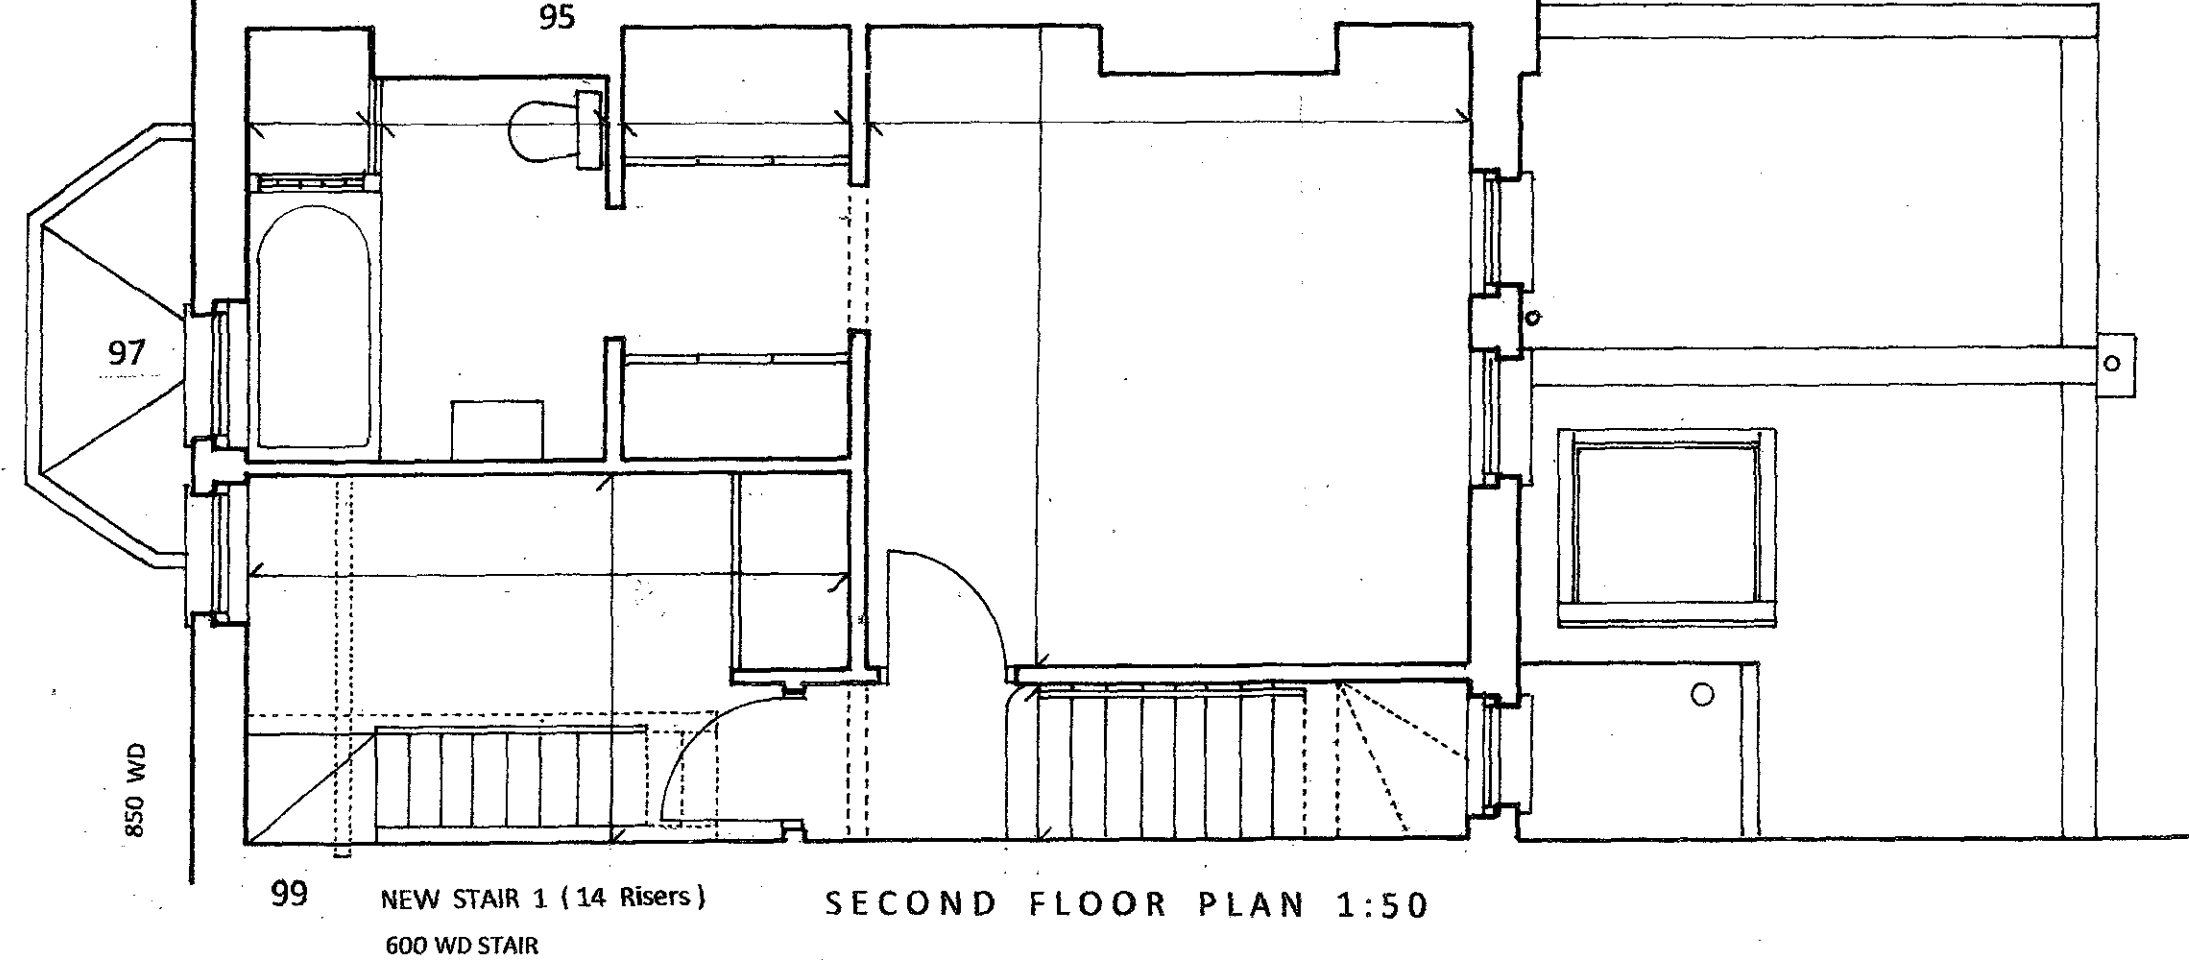 95
97
850 WD
99
NEW STAIR 1 ( 14 Risers )
SECOND FLOOR PLAN 1:50
600 WD STAIR